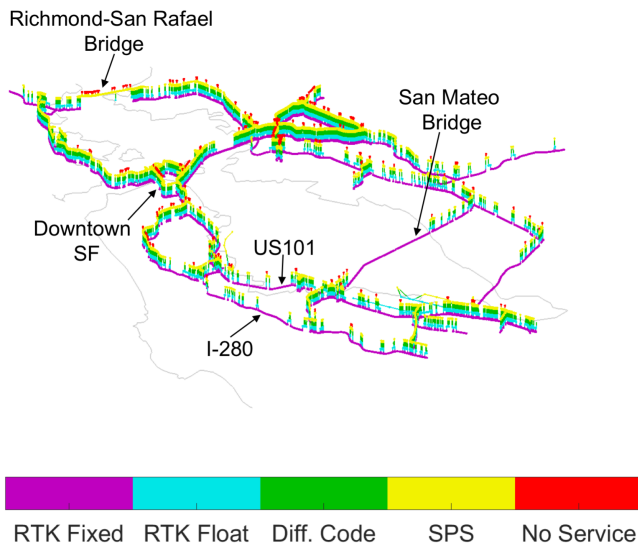 Richmond-San Rafael
Bridge
San Mateo
Bridge
Downtown
SF
US101
I-280
RTK Fixed
RTK Float
Diff. Code
SPS
No Service